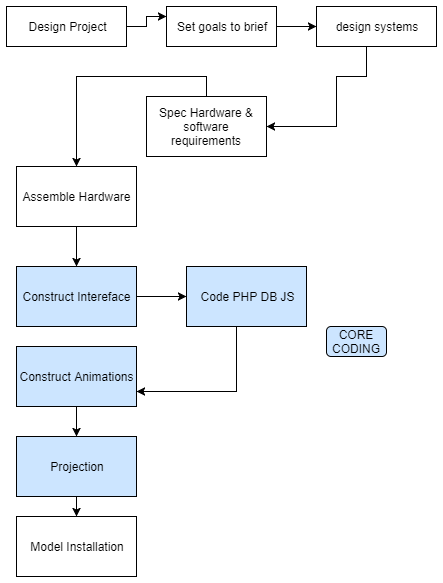 Design Project
Set goals to brief
design systems
Spec Hardware &
software
requirements
Assemble Hardware
Construct Intereface
Code PHP DB JS
CORE
CODING
Construct Animations
Projection
Model Installation